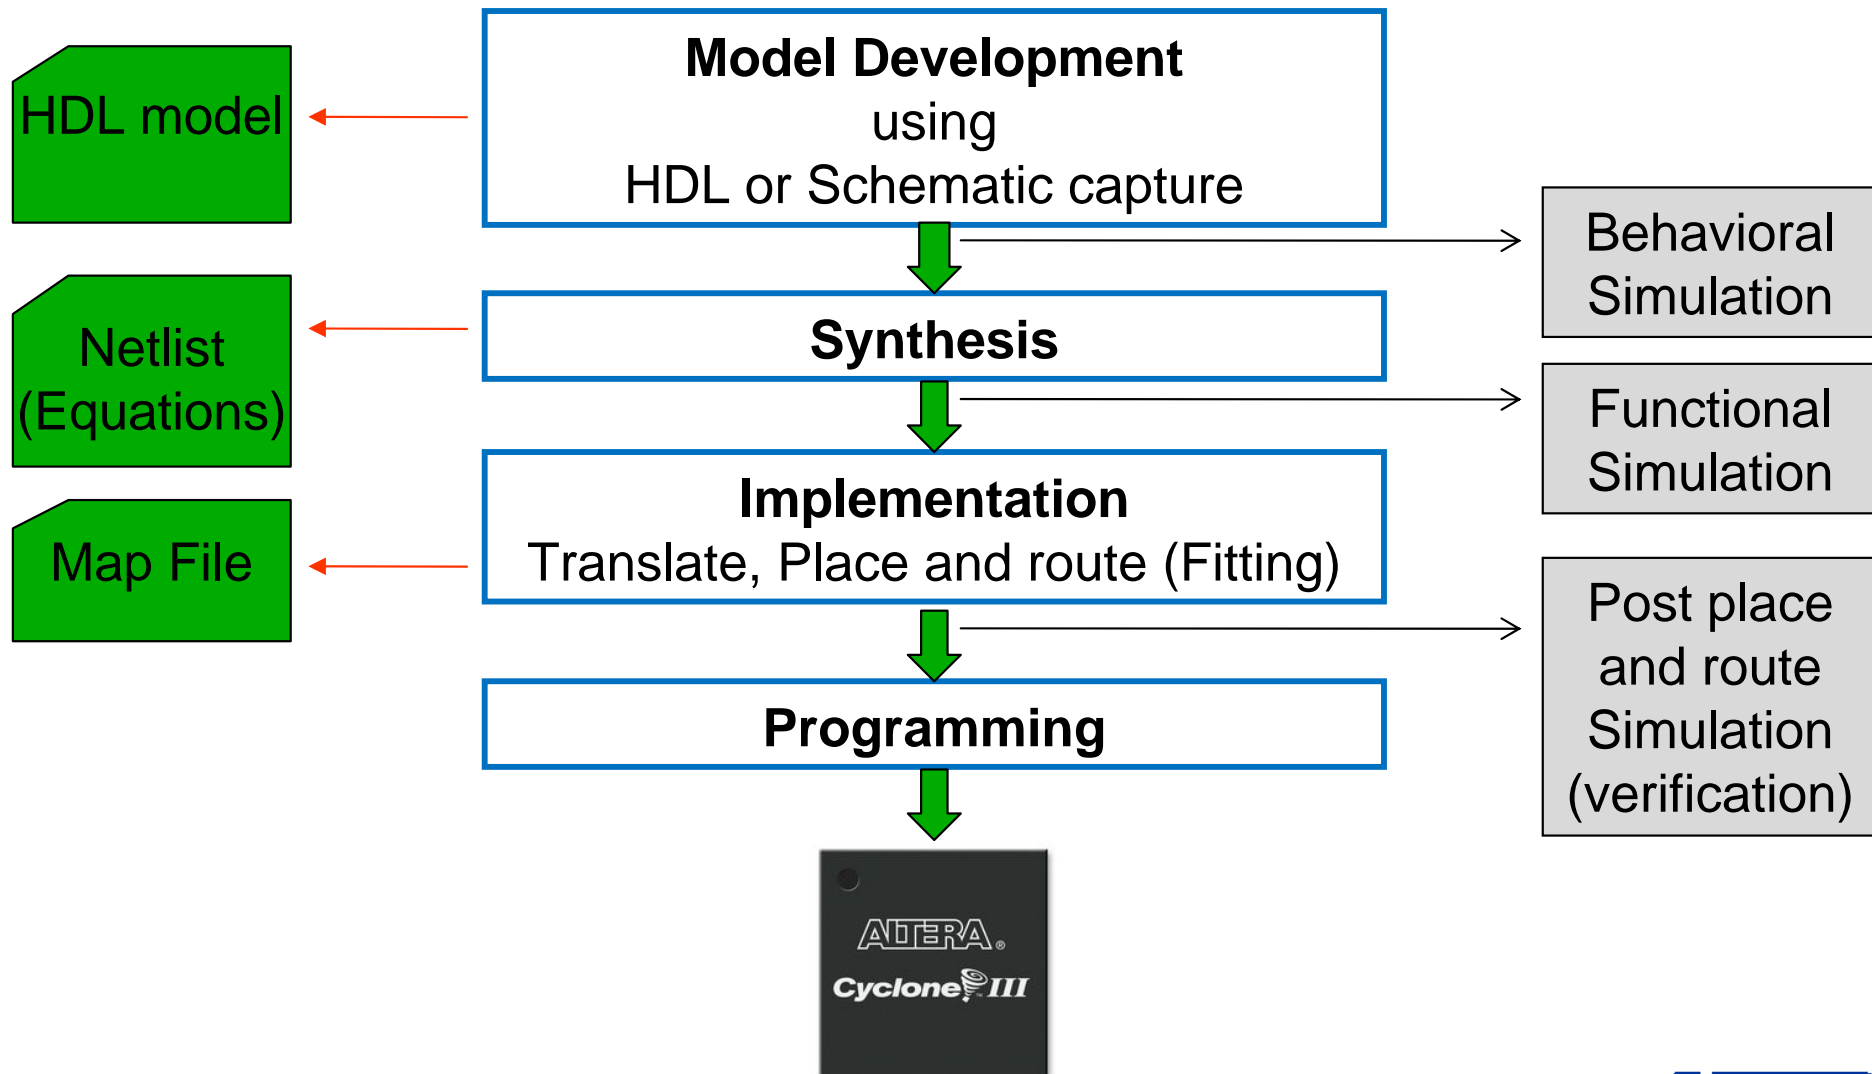 Model Development
using
HDL or Schematic capture
HDL model
Behavioral
Simulation
Synthesis
Netlist
(Equations)
Functional
Simulation
Implementation
Translate, Place and route (Fitting)
Map File
Post place
and route
Simulation
(verification)
Programming
ALTERA®
Cyclone III